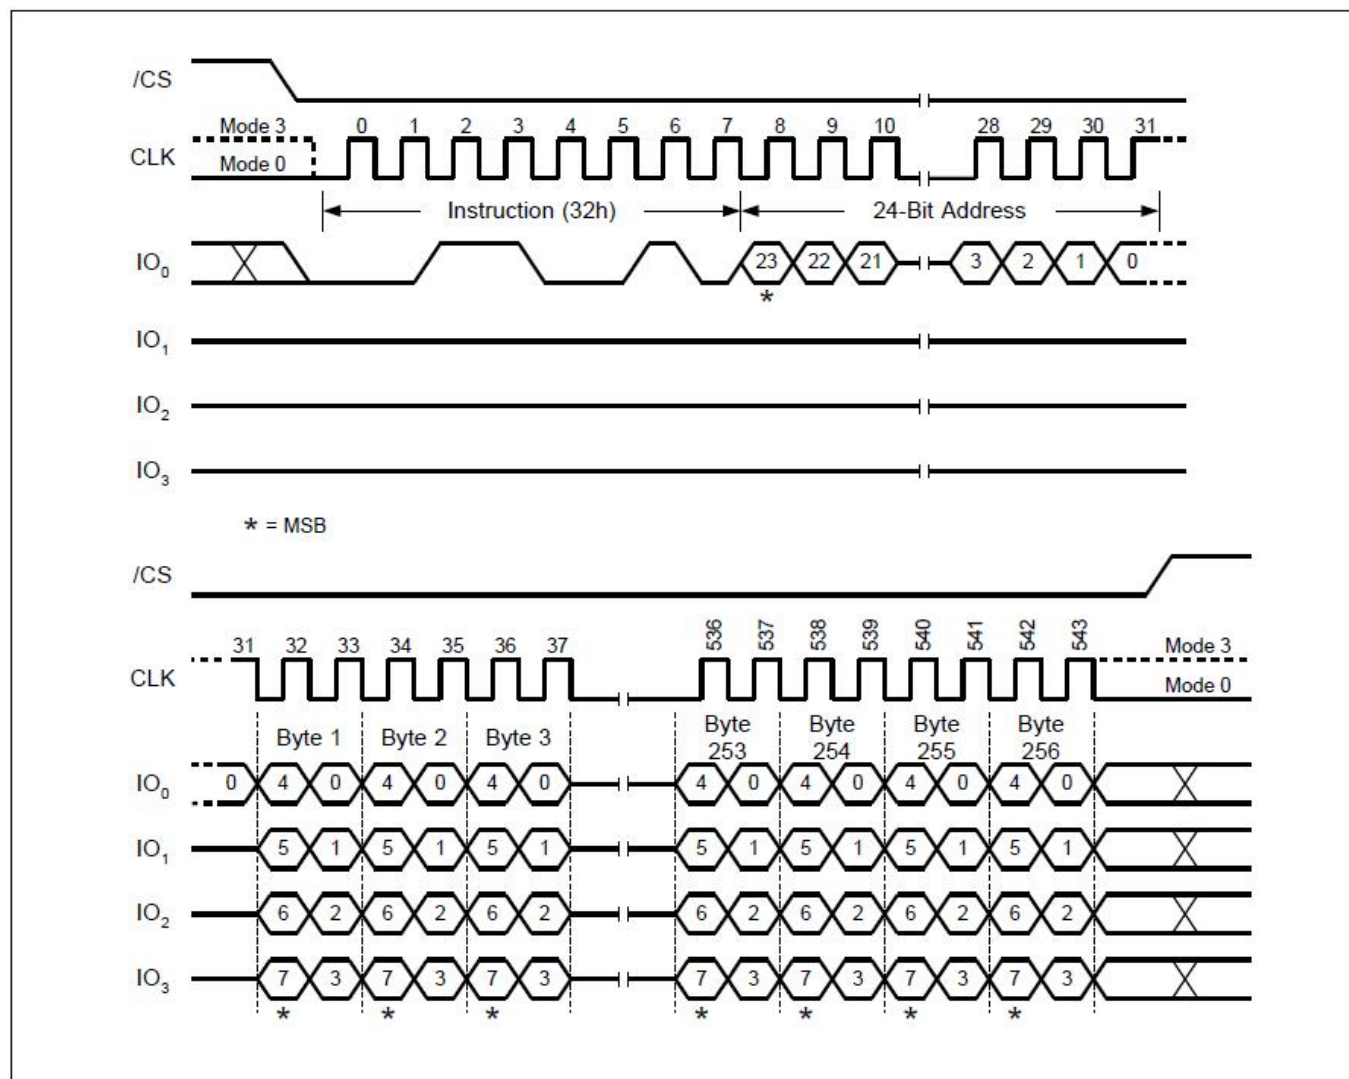 /CS
Mode 3 0 1 2 3 4 5 6 7 8 9 10 28 29 30 31
CLK
Mode 0
Instruction (32h) 24-Bit Address
IO0 23 22 21 3 2 1 0
*
IO1
IO2
IO3
* = MSB
/CS
31 32 33 34 35 36 37 536 537 538 539 540 541 542 543 Mode 3
CLK
Mode 0
Byte 1 Byte 2 Byte 3 Byte 253 Byte 254 Byte 255 Byte 256
IO0 0 4 0 4 0 4 0 4 0 4 0 4 0 4 0
IO1 5 1 5 1 5 1 5 1 5 1 5 1 5 1
IO2 6 2 6 2 6 2 6 2 6 2 6 2 6 2
IO3 7 3 7 3 7 3 7 3 7 3 7 3 7 3
* * * * * * *